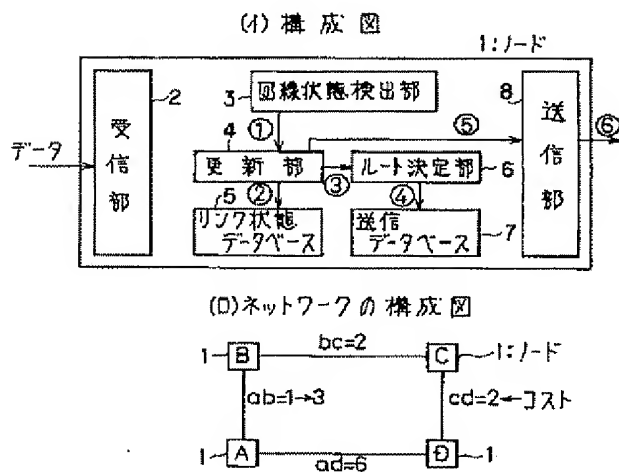 (イ)構成図
1:ノード
2
受信部
データ
3
回線状態検出部
8
送信部
①
⑤
⑥
4
更新部
③
ルート決定部
6
②
④
5
リンク状態
データベース
送信
データベース
7
(ロ)ネットワークの構成図
1
B
bc=2
C
1:ノード
ab=1→3
cd=2←コスト
1
A
ad=6
D
1